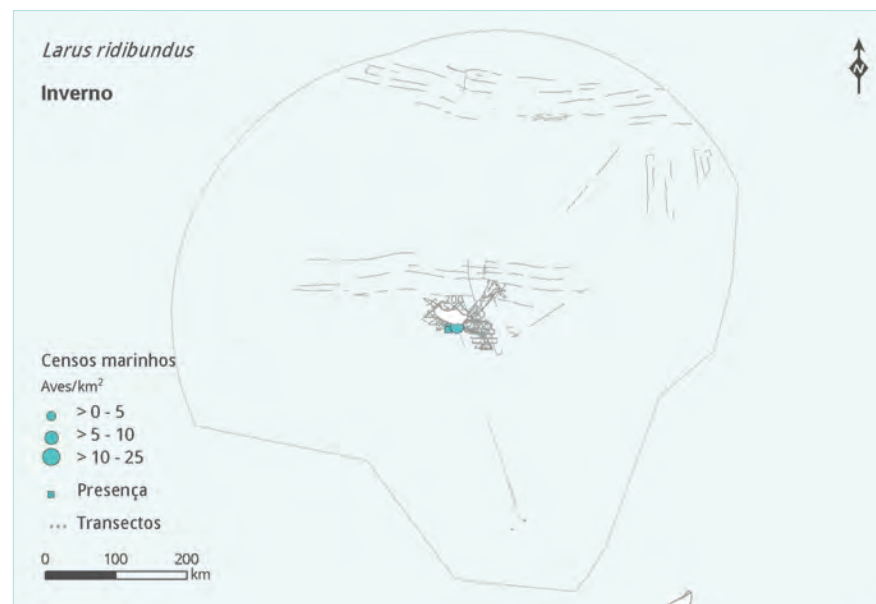 Larus ridibundus
Inverno
N
Censos marinhos
Aves/km²
> 0 - 5
> 5 - 10
> 10 - 25
Presença
Transectos
0 100 200
km